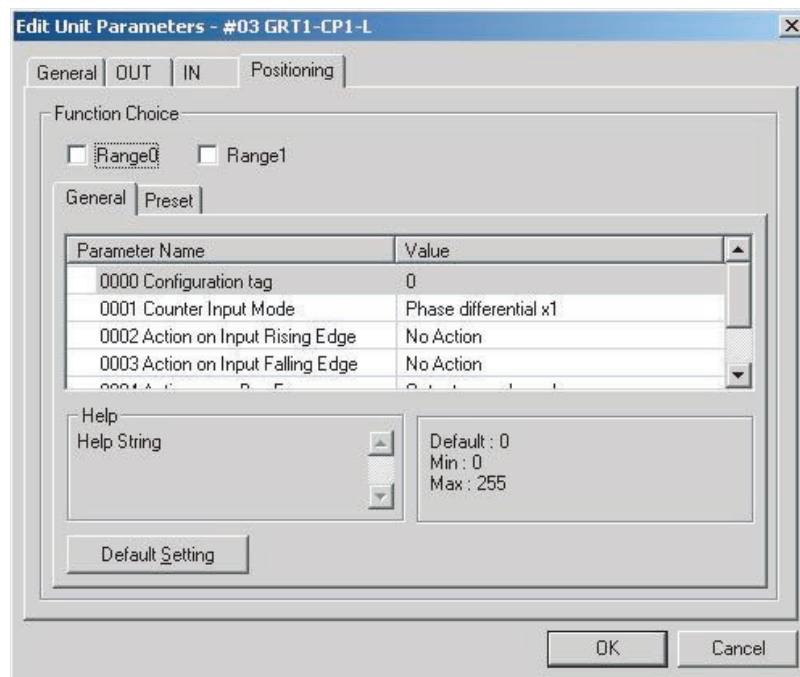 Edit Unit Parameters - #03 GRT1-CP1-L
General OUT IN Positioning
Function Choice
Range0 Range1
General Preset
Parameter Name Value
0000 Configuration tag 0
0001 Counter Input Mode Phase differential x1
0002 Action on Input Rising Edge No Action
0003 Action on Input Falling Edge No Action
Help
Help String
Default : 0
Min : 0
Max : 255
Default Setting
OK Cancel